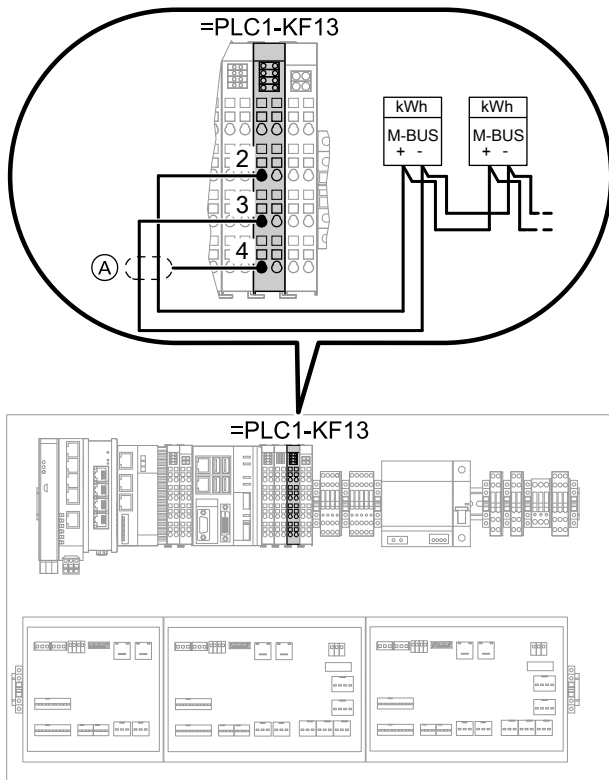 =PLC1-KF13
kWh kWh
M-BUS M-BUS
+ - + -
2
3
4
A
=PLC1-KF13